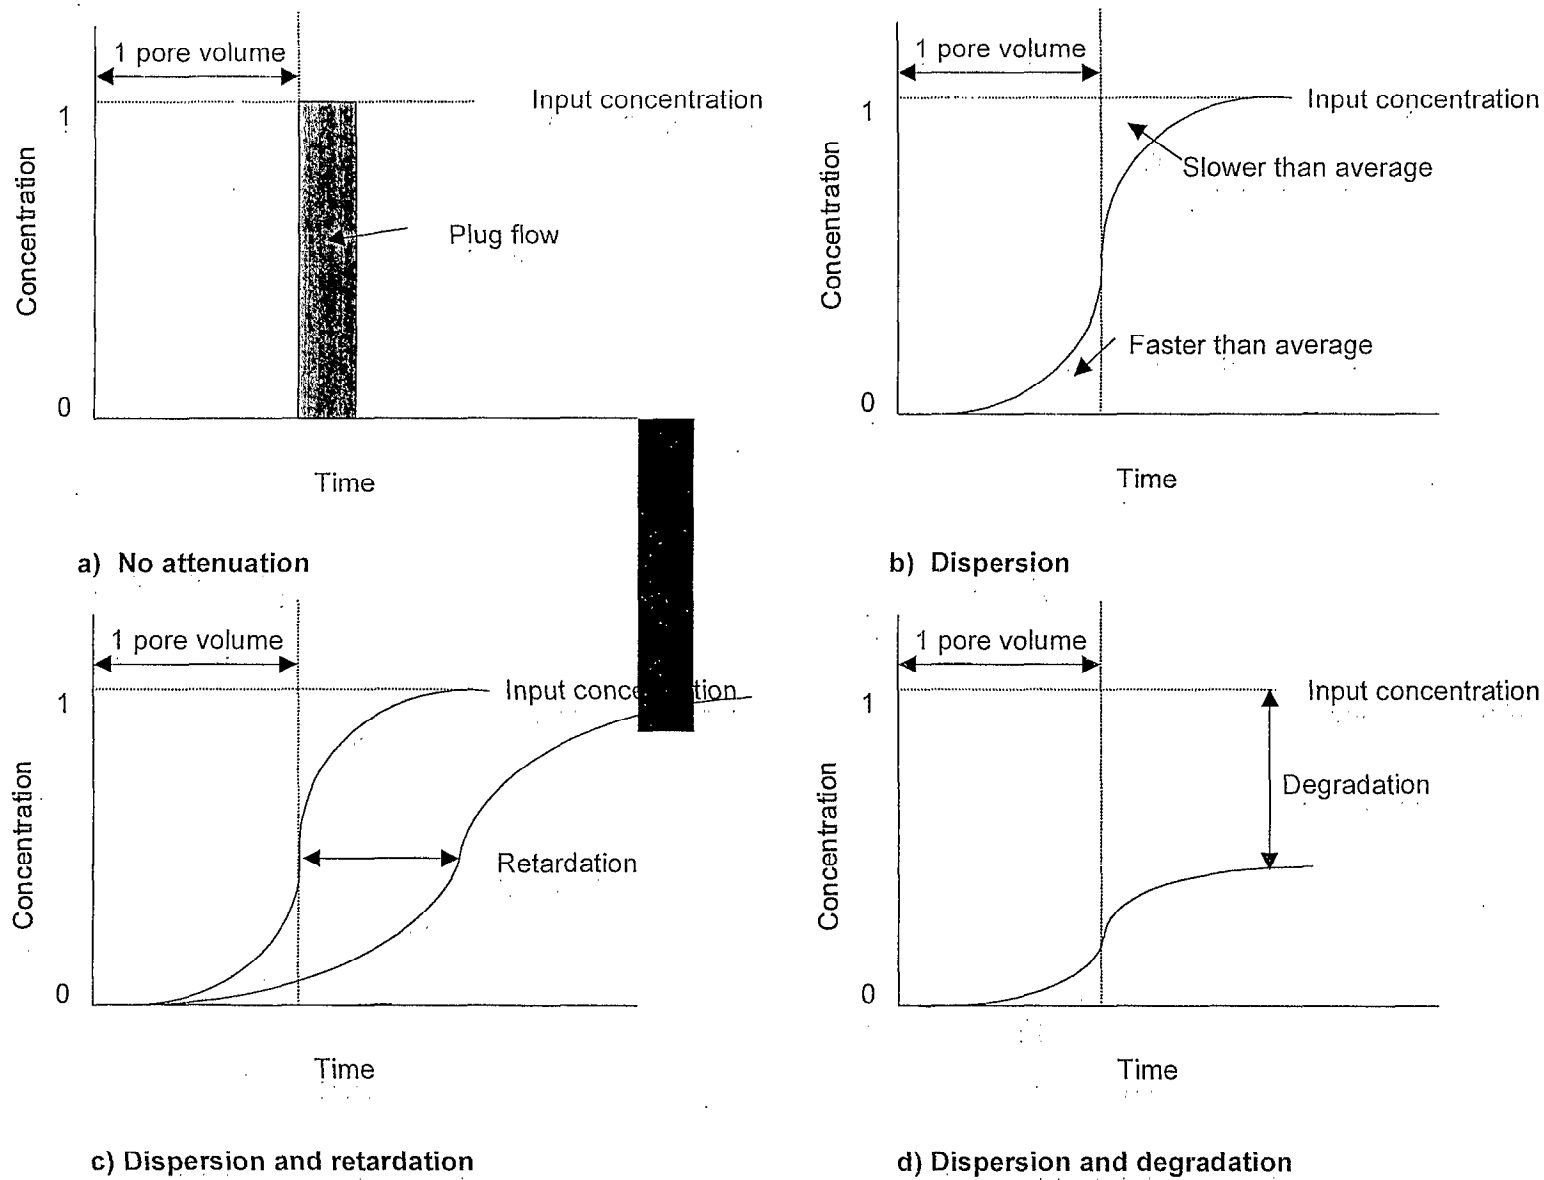 1 pore volume
1
Input concentration
Plug flow
Concentration
0
Time
a) No attenuation
1 pore volume
1
Input concentration
Slower than average
Concentration
Faster than average
0
Time
b) Dispersion
1 pore volume
1
Input conce tion
Concentration
Retardation
0
Time
c) Dispersion and retardation
1 pore volume
1
Input concentration
Degradation
Concentration
0
Time
d) Dispersion and degradation